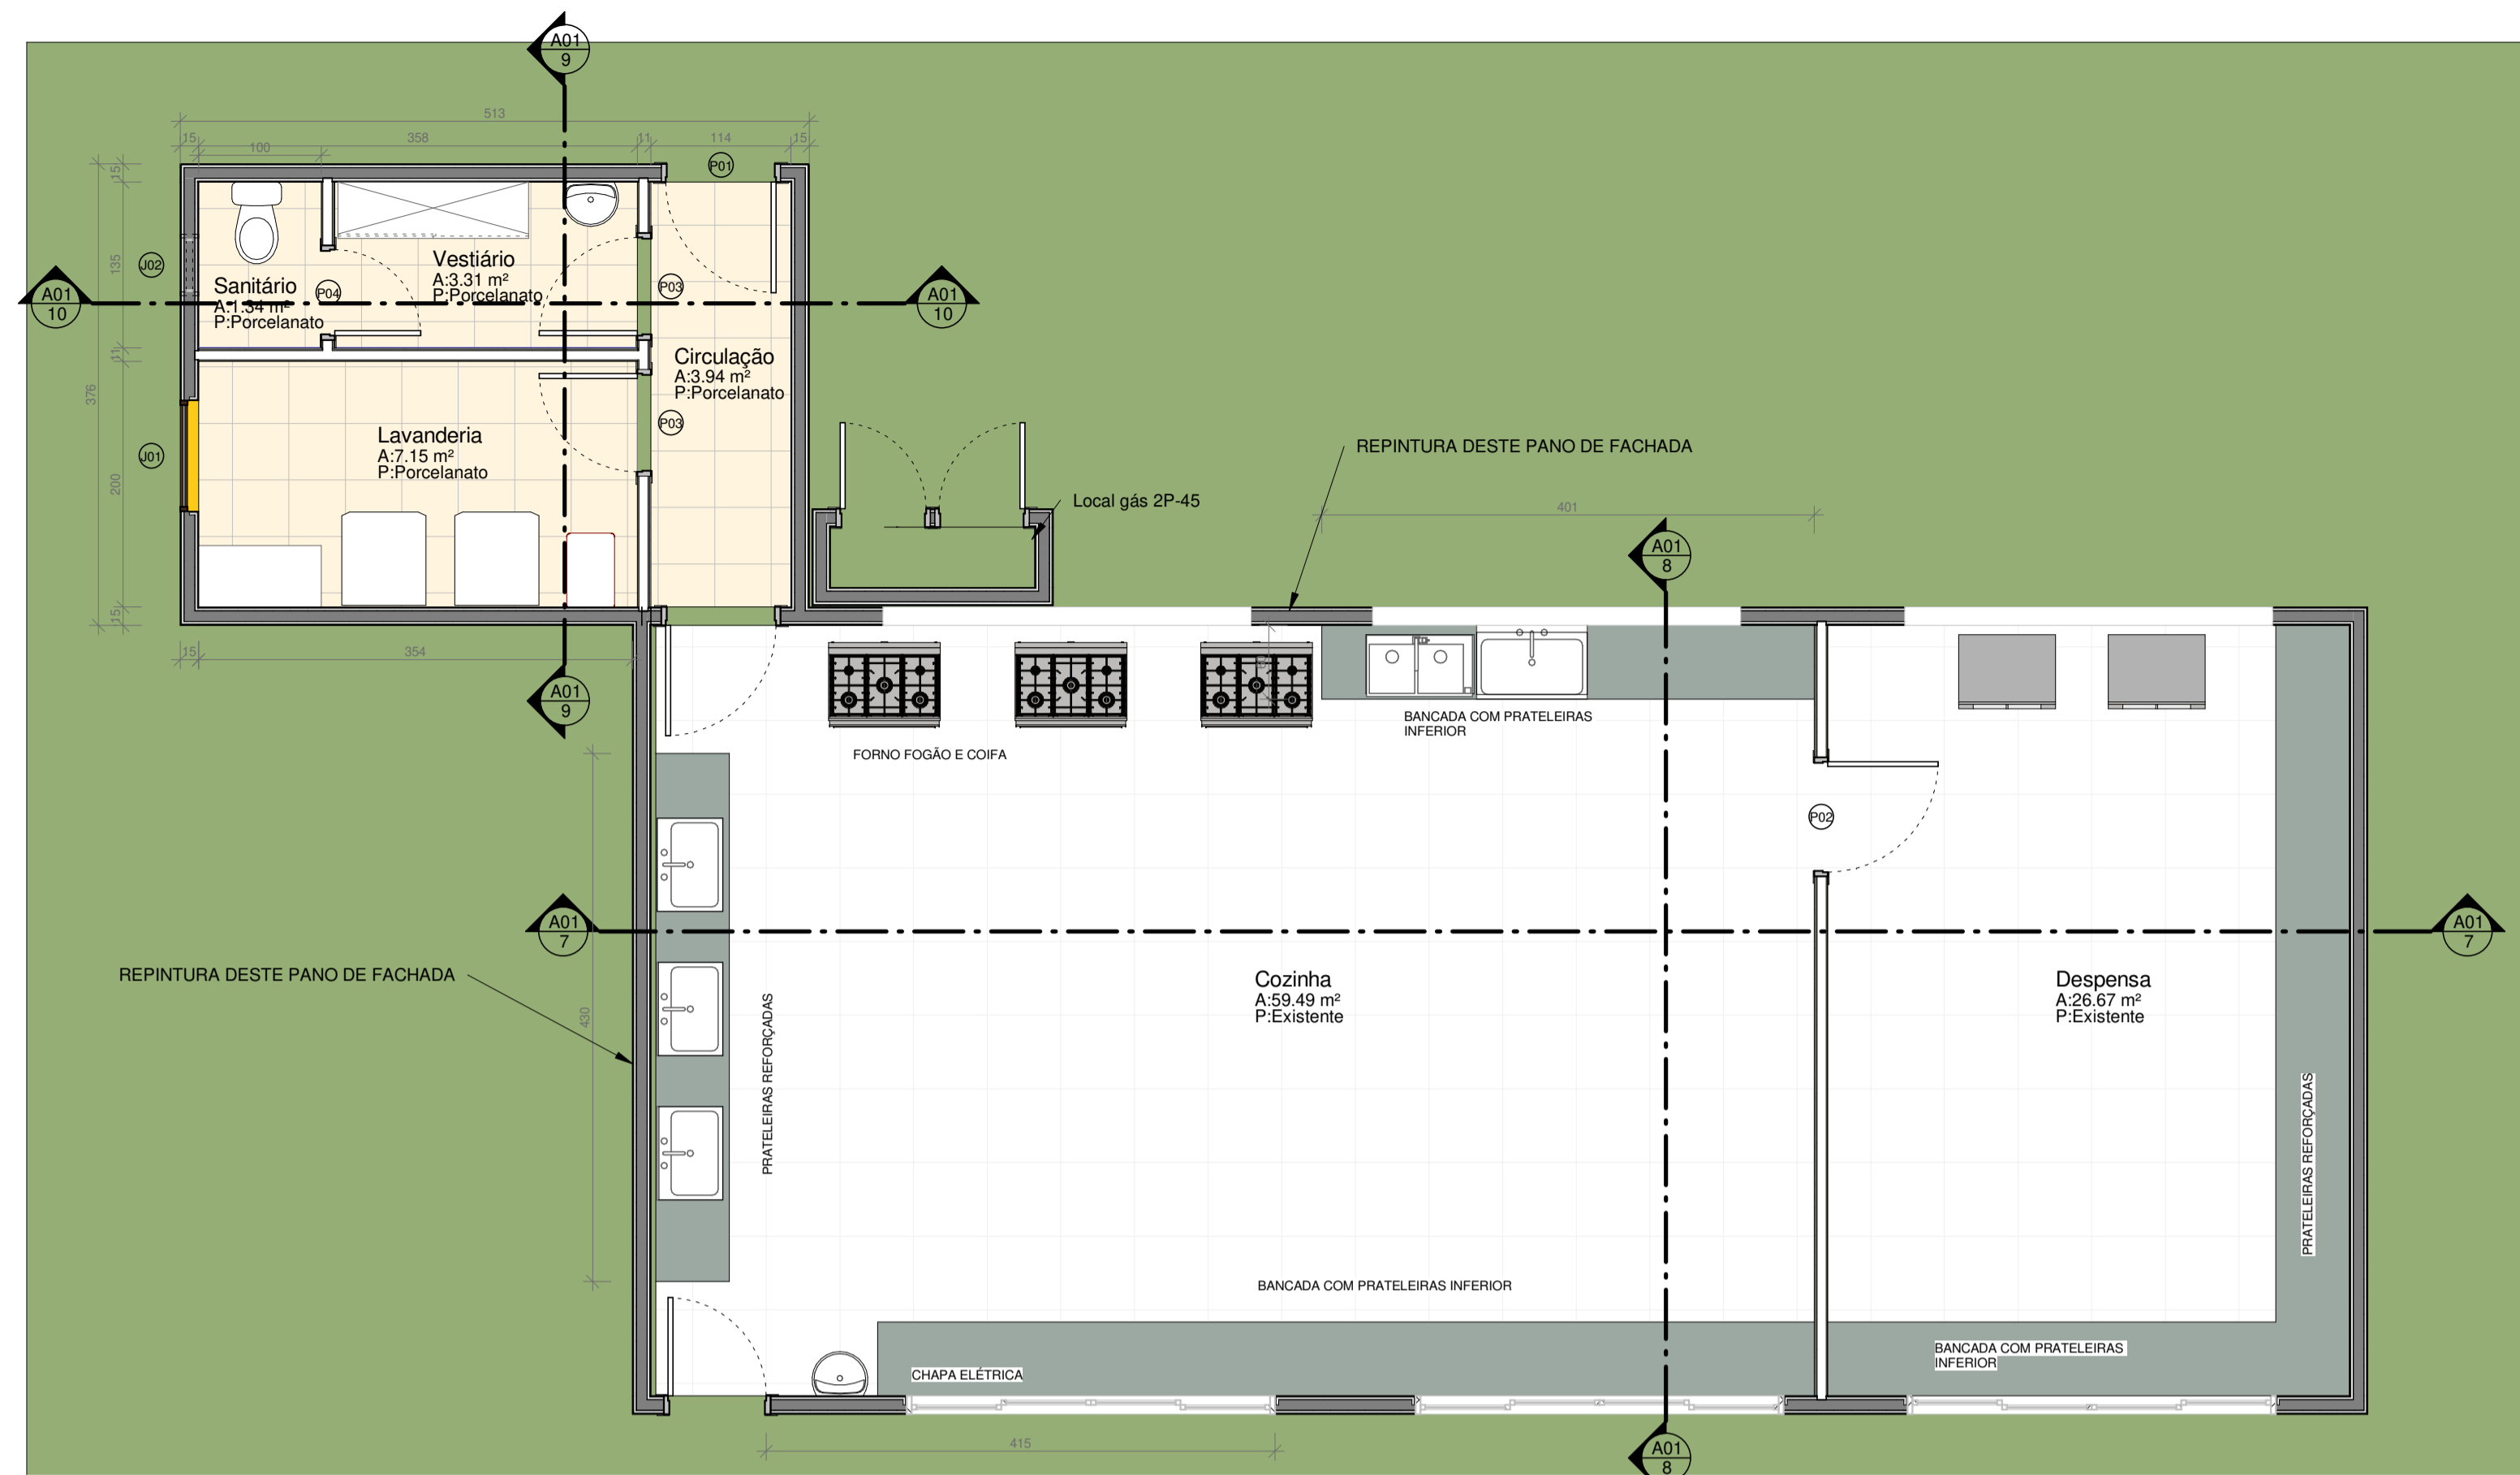 A01
9
513
15
358
11
114
15
100
P01
15
135
11
376
200
15
J02
J01
A01
10
Sanitário
A:1.34 m²
P:Porcelanato
P04
Vestiário
A:3.31 m²
P:Porcelanato
P03
A01
10
Circulação
A:3.94 m²
P:Porcelanato
P03
Lavanderia
A:7.15 m²
P:Porcelanato
REPINTURA DESTE PANO DE FACHADA
Local gás 2P-45
401
A01
8
15
354
A01
9
FORNO FOGÃO E COIFA
BANCADA COM PRATELEIRAS
INFERIOR
P02
A01
7
A01
7
REPINTURA DESTE PANO DE FACHADA
430
PRATELEIRAS REFORÇADAS
Cozinha
A:59.49 m²
P:Existente
Despensa
A:26.67 m²
P:Existente
PRATELEIRAS REFORÇADAS
BANCADA COM PRATELEIRAS INFERIOR
BANCADA COM PRATELEIRAS
INFERIOR
CHAPA ELÉTRICA
415
A01
8